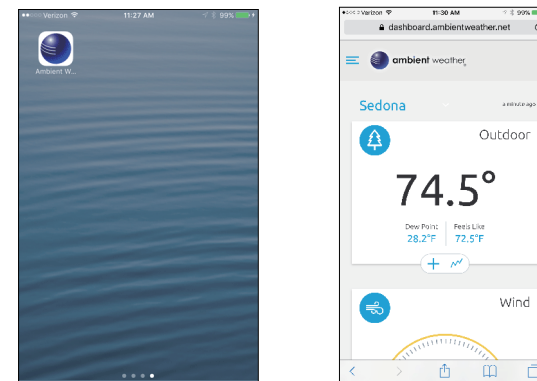 Verizon 11:27 AM 99%
Ambient W...
Verizon 11:30 AM 99%
dashboard.ambientweather.net
ambient weather
Sedona a minute ago
Outdoor
74.5°
Dew Point Feels Like
28.2°F 72.5°F
Wind